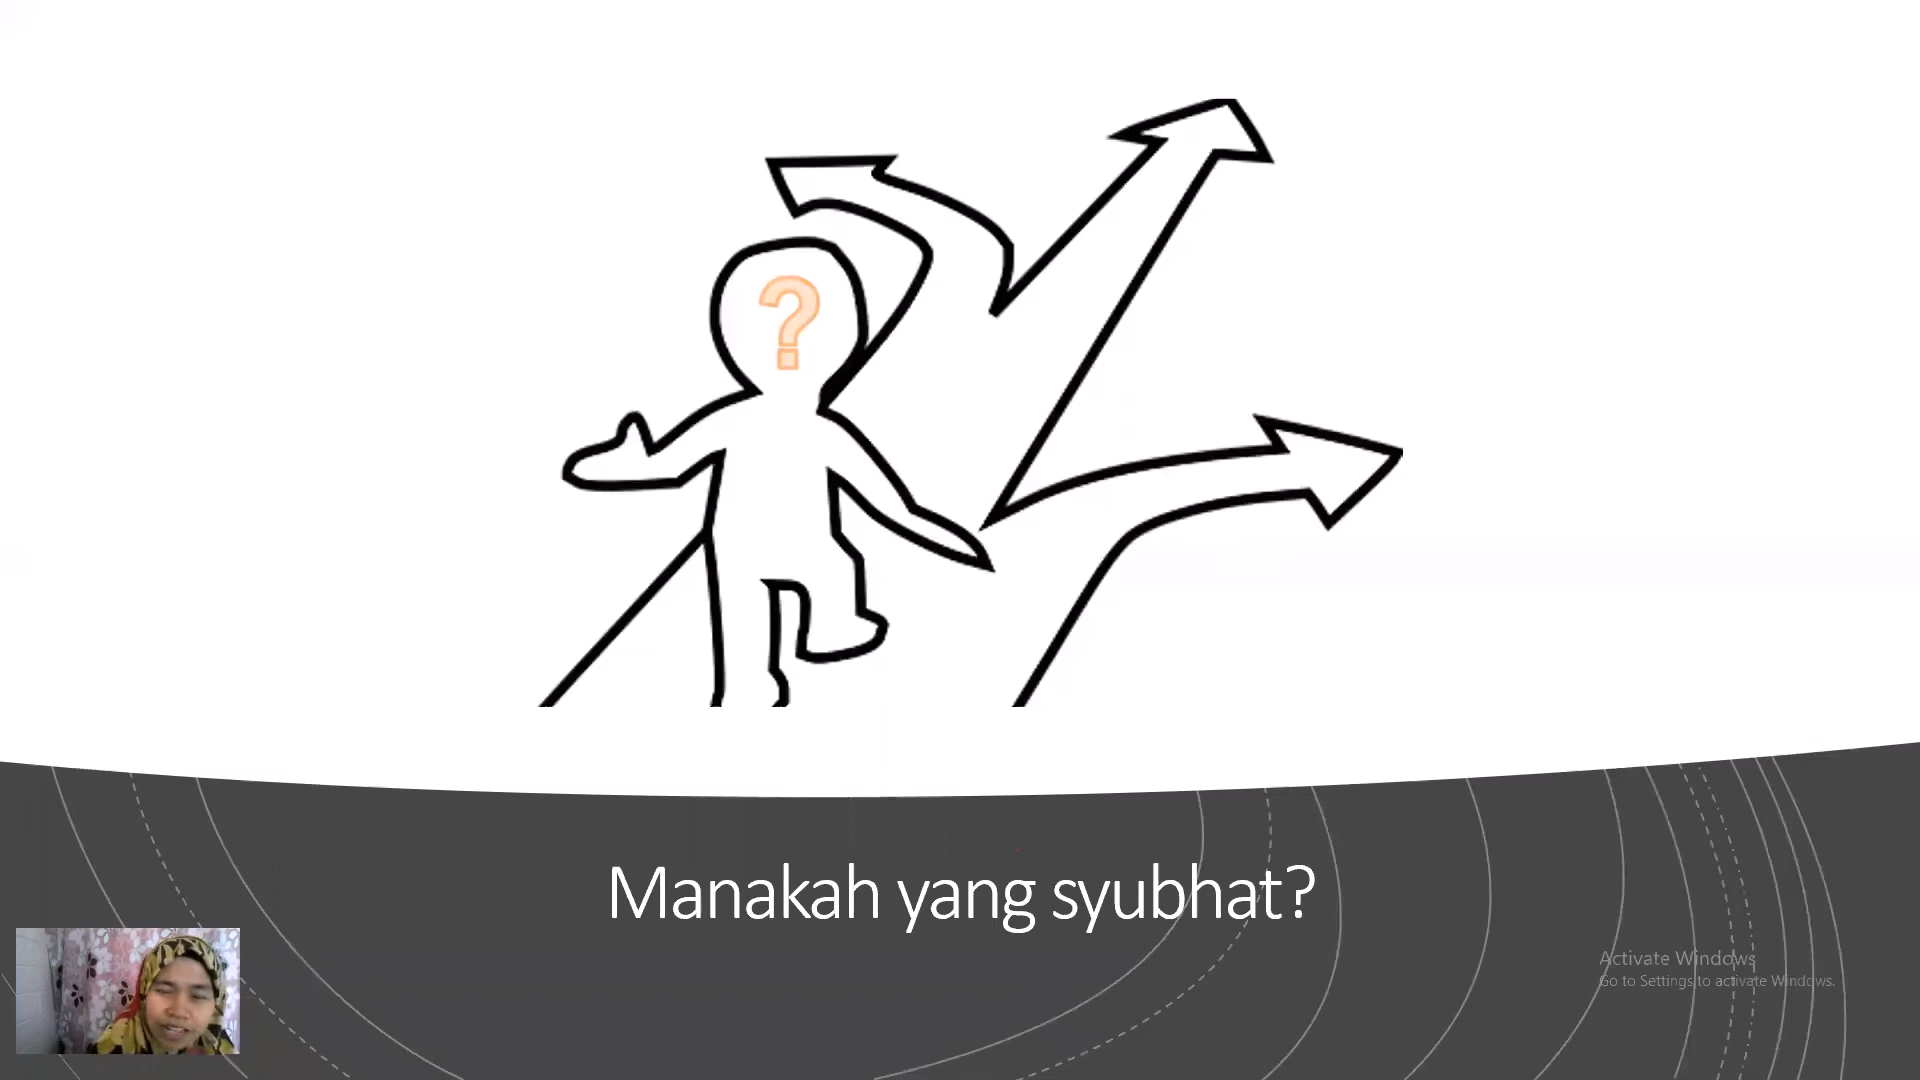 ?
Manakah yang syubhat?
Activate Windows
Go to Settings to activate Windows.